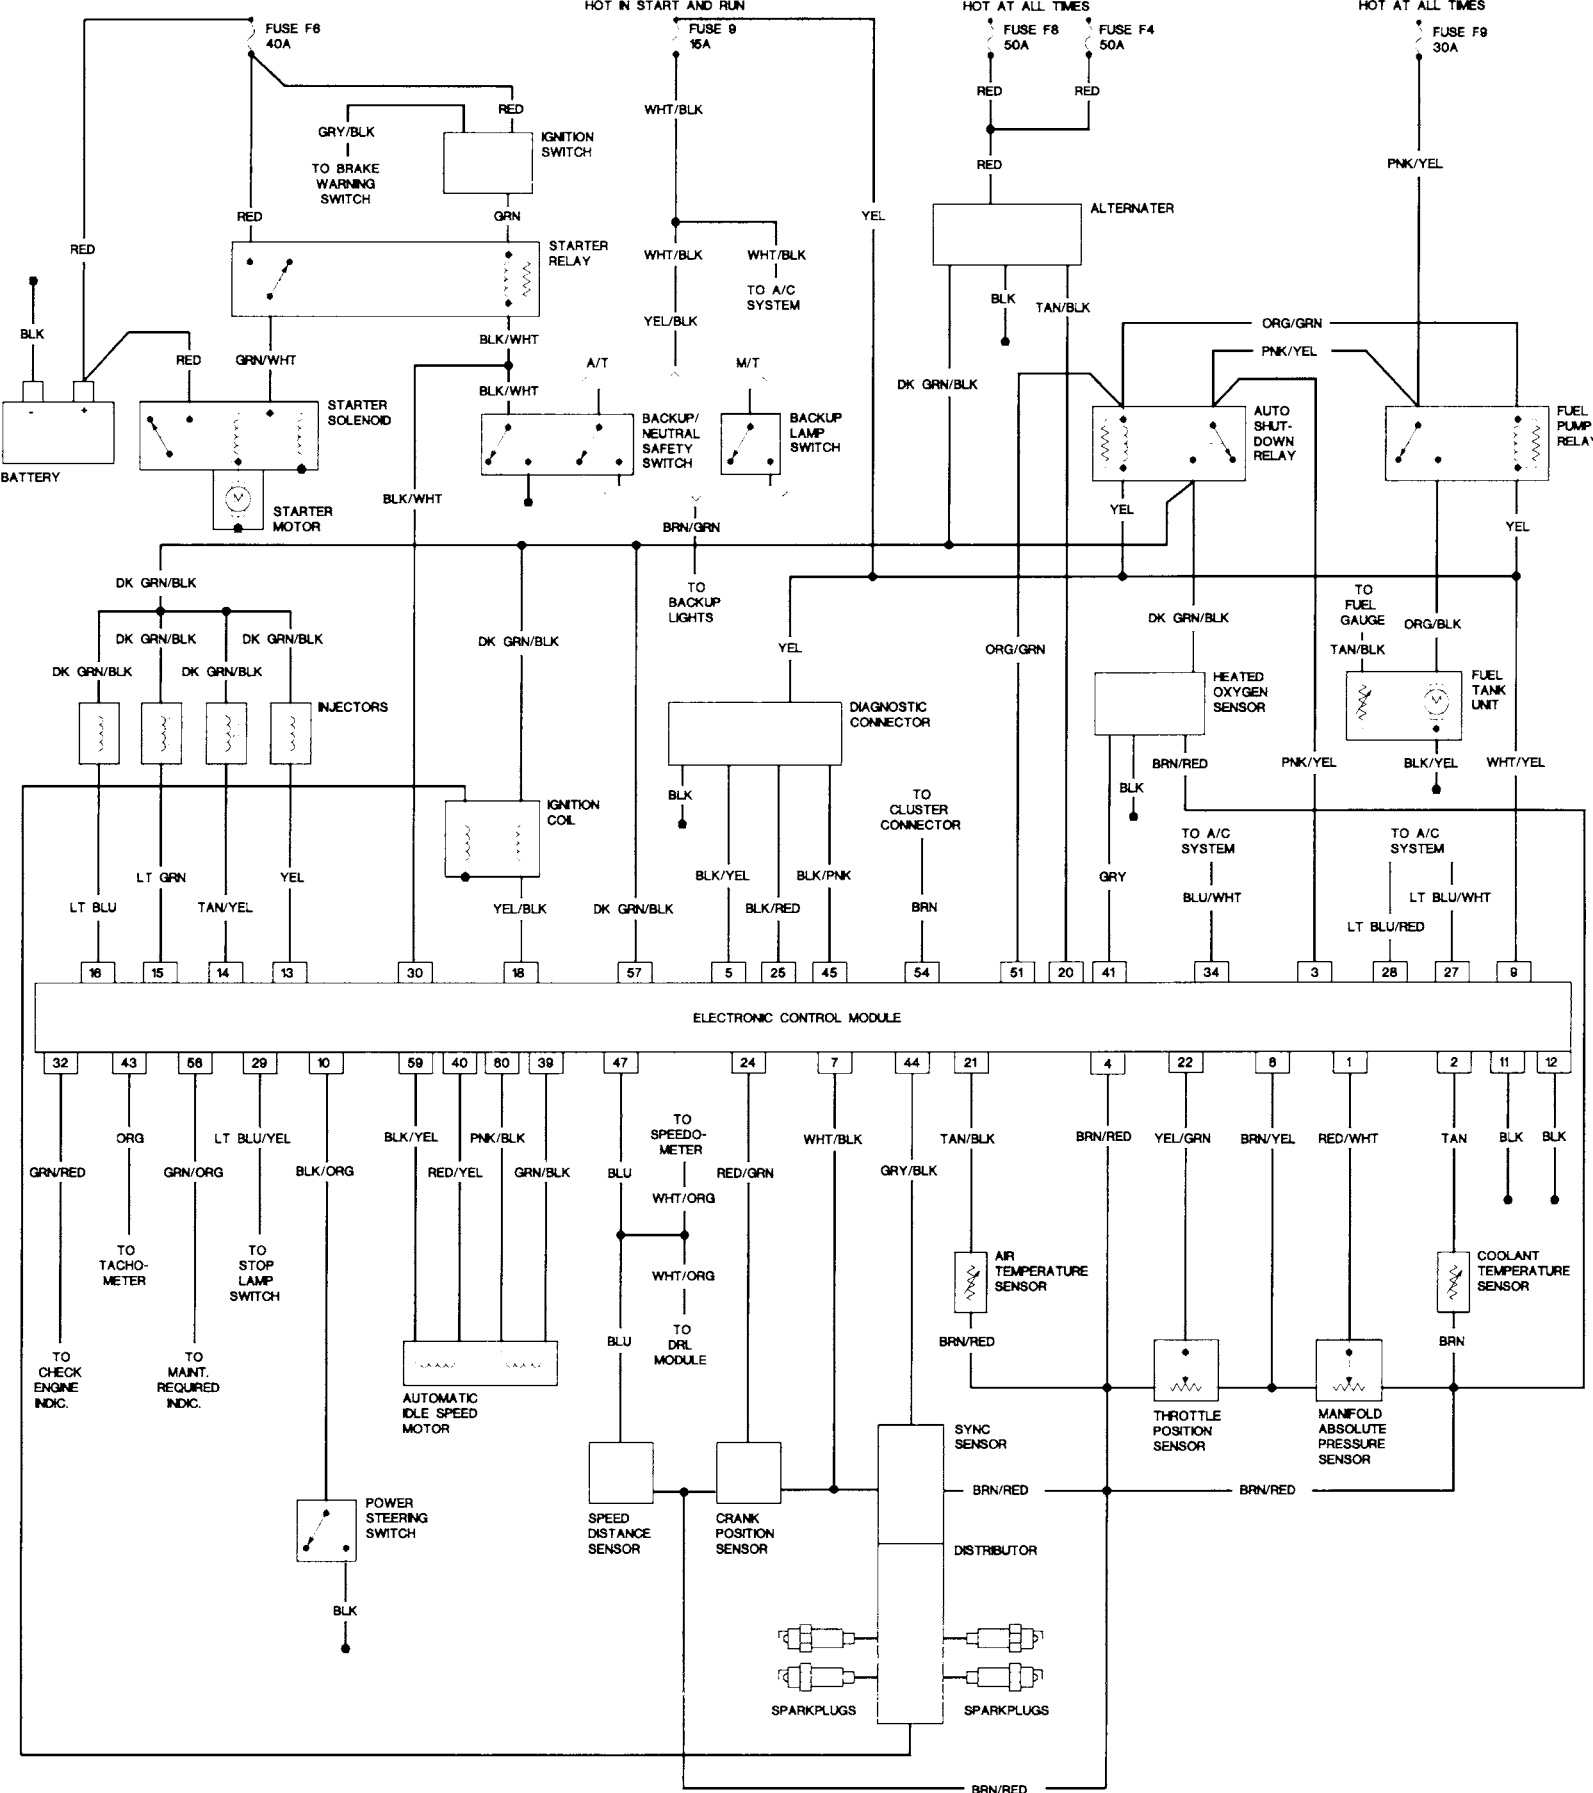 HOT IN START AND RUN
HOT AT ALL TIMES
HOT AT ALL TIMES
FUSE F6
40A
FUSE 9
15A
FUSE F8
50A
FUSE F4
50A
FUSE F9
30A
RED
RED
RED
WHT/BLK
GRY/BLK
IGNITION
SWITCH
TO BRAKE
WARNING
SWITCH
RED
PNK/YEL
ALTERNATER
RED
GRN
YEL
RED
STARTER
RELAY
WHT/BLK
WHT/BLK
TO A/C
SYSTEM
BLK
TAN/BLK
YEL/BLK
ORG/GRN
BLK
BLK/WHT
PNK/YEL
RED
GRN/WHT
A/T
M/T
BLK/WHT
DK GRN/BLK
-
+
STARTER
SOLENOID
BACKUP/
NEUTRAL
SAFETY
SWITCH
BACKUP
LAMP
SWITCH
AUTO
SHUT-
DOWN
RELAY
FUEL
PUMP
RELAY
BATTERY
M
STARTER
MOTOR
BLK/WHT
BRN/GRN
YEL
YEL
DK GRN/BLK
TO
BACKUP
LIGHTS
TO
FUEL
GAUGE
DK GRN/BLK
ORG/BLK
DK GRN/BLK
DK GRN/BLK
DK GRN/BLK
YEL
ORG/GRN
TAN/BLK
DK GRN/BLK
DK GRN/BLK
HEATED
OXYGEN
SENSOR
M
FUEL
TANK
UNIT
INJECTORS
DIAGNOSTIC
CONNECTOR
BRN/RED
PNK/YEL
BLK/YEL
WHT/YEL
BLK
BLK
TO
CLUSTER
CONNECTOR
IGNITION
COIL
TO A/C
SYSTEM
TO A/C
SYSTEM
LT GRN
YEL
BLK/YEL
BLK/PNK
GRY
LT BLU
TAN/YEL
YEL/BLK
DK GRN/BLK
BLK/RED
BRN
BLU/WHT
LT BLU/WHT
LT BLU/RED
16 15 14 13 30 18 57 5 25 45 54 51 20 41 34 3 28 27 9
ELECTRONIC CONTROL MODULE
32 43 56 29 10 59 40 60 39 47 24 7 44 21 4 22 6 1 2 11 12
TO
SPEEDO-
METER
ORG
LT BLU/YEL
BLK/YEL
PNK/BLK
WHT/BLK
TAN/BLK
BRN/RED
YEL/GRN
BRN/YEL
RED/WHT
TAN
BLK
BLK
GRN/RED
GRN/ORG
BLK/ORG
RED/YEL
GRN/BLK
BLU
RED/GRN
GRY/BLK
WHT/ORG
TO
TACHO-
METER
TO
STOP
LAMP
SWITCH
WHT/ORG
AIR
TEMPERATURE
SENSOR
COOLANT
TEMPERATURE
SENSOR
BLU
TO
DRL
MODULE
BRN/RED
BRN
TO
CHECK
ENGINE
INDIC.
TO
MAINT.
REQUIRED
INDIC.
AUTOMATIC
IDLE SPEED
MOTOR
THROTTLE
POSITION
SENSOR
MANIFOLD
ABSOLUTE
PRESSURE
SENSOR
SYNC
SENSOR
BRN/RED
BRN/RED
POWER
STEERING
SWITCH
SPEED
DISTANCE
SENSOR
CRANK
POSITION
SENSOR
DISTRIBUTOR
BLK
SPARKPLUGS
SPARKPLUGS
BRN/RED